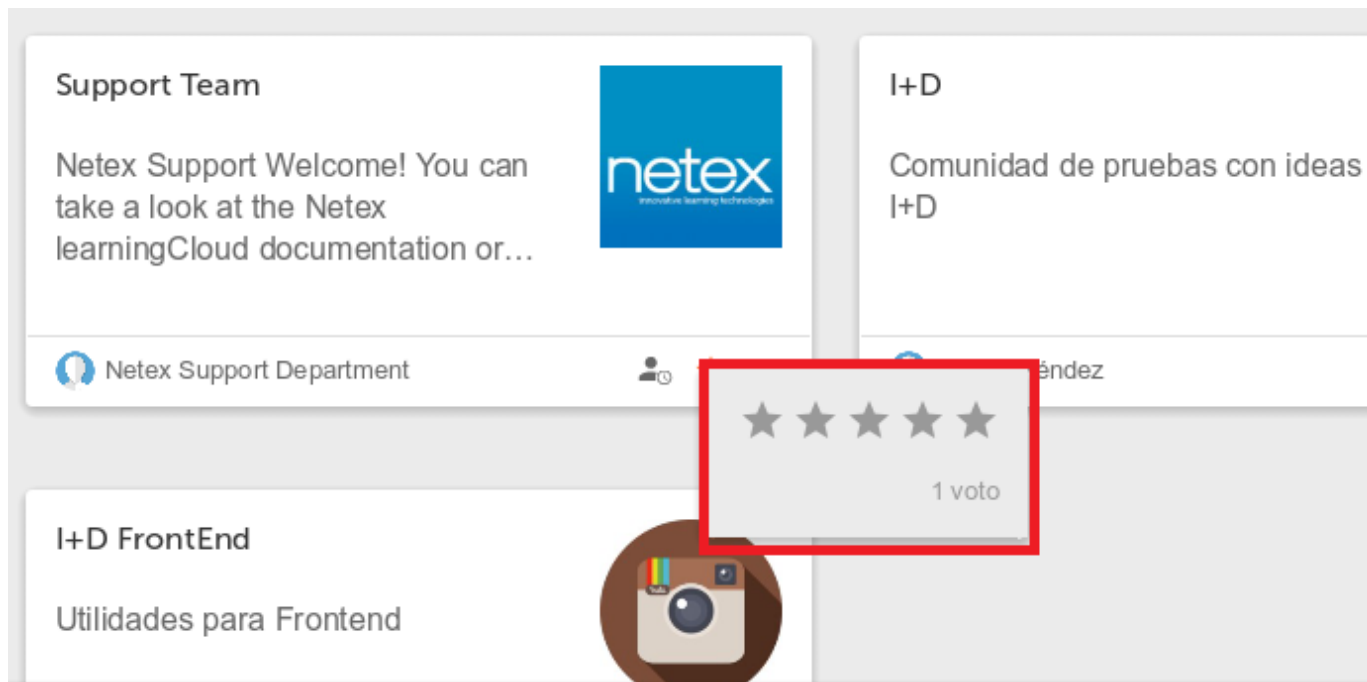 Support Team
Netex Support Welcome! You can
take a look at the Netex
learningCloud documentation or…
netex
innovative learning technologies
Netex Support Department
I+D
Comunidad de pruebas con ideas
I+D
éndez
1 voto
I+D FrontEnd
Utilidades para Frontend